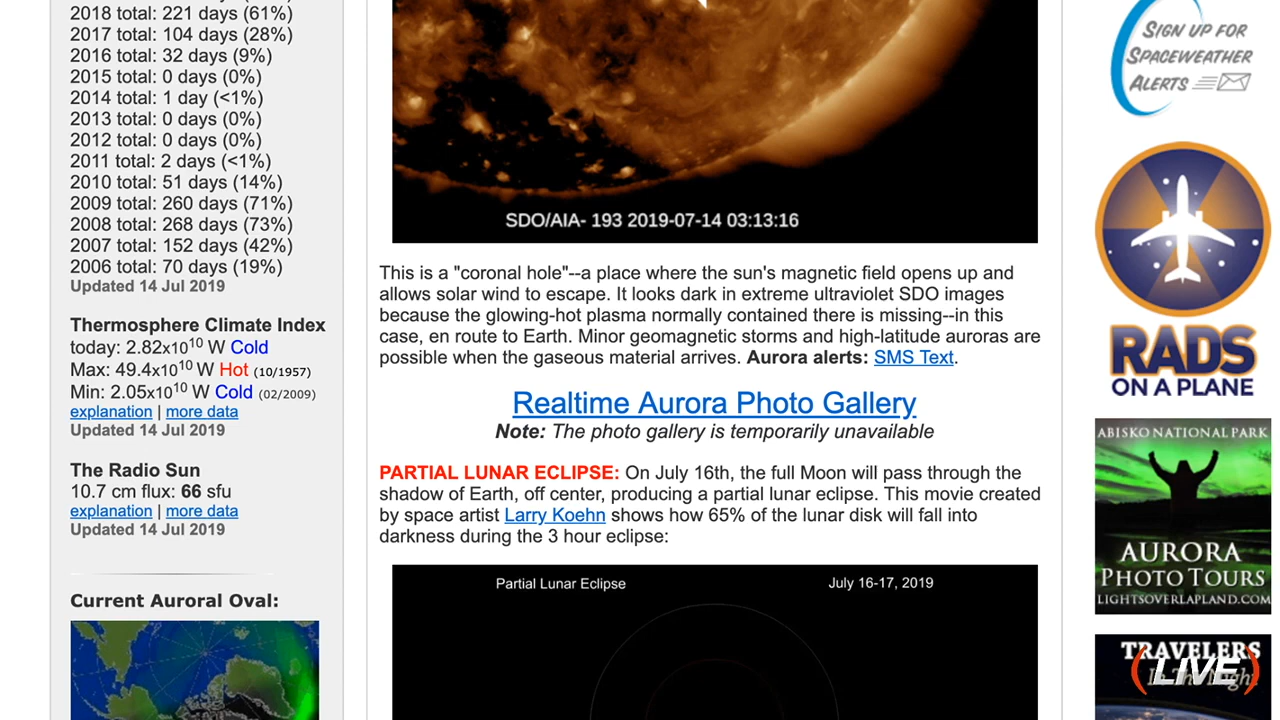 2018 total: 221 days (61%)
2017 total: 104 days (28%)
2016 total: 32 days (9%)
2015 total: 0 days (0%)
2014 total: 1 day (<1%)
2013 total: 0 days (0%)
2012 total: 0 days (0%)
2011 total: 2 days (<1%)
2010 total: 51 days (14%)
2009 total: 260 days (71%)
2008 total: 268 days (73%)
2007 total: 152 days (42%)
2006 total: 70 days (19%)
Updated 14 Jul 2019
Thermosphere Climate Index
today: 2.82x10¹⁰ W Cold
Max: 49.4x10¹⁰ W Hot (10/1957)
Min: 2.05x10¹⁰ W Cold (02/2009)
explanation | more data
Updated 14 Jul 2019
The Radio Sun
10.7 cm flux: 66 sfu
explanation | more data
Updated 14 Jul 2019
Current Auroral Oval:
SDO/AIA- 193 2019-07-14 03:13:16
This is a "coronal hole"--a place where the sun's magnetic field opens up and
allows solar wind to escape. It looks dark in extreme ultraviolet SDO images
because the glowing-hot plasma normally contained there is missing--in this
case, en route to Earth. Minor geomagnetic storms and high-latitude auroras are
possible when the gaseous material arrives. Aurora alerts: SMS Text.
Realtime Aurora Photo Gallery
Note: The photo gallery is temporarily unavailable
PARTIAL LUNAR ECLIPSE: On July 16th, the full Moon will pass through the
shadow of Earth, off center, producing a partial lunar eclipse. This movie created
by space artist Larry Koehn shows how 65% of the lunar disk will fall into
darkness during the 3 hour eclipse:
Partial Lunar Eclipse
July 16-17, 2019
SIGN UP FOR
SPACEWEATHER
ALERTS
RADS
ON A PLANE
ABISKO NATIONAL PARK
AURORA
PHOTO TOURS
LIGHTSOVERLAPLAND.COM
TRAVELERS
In The Night
(LIVE)